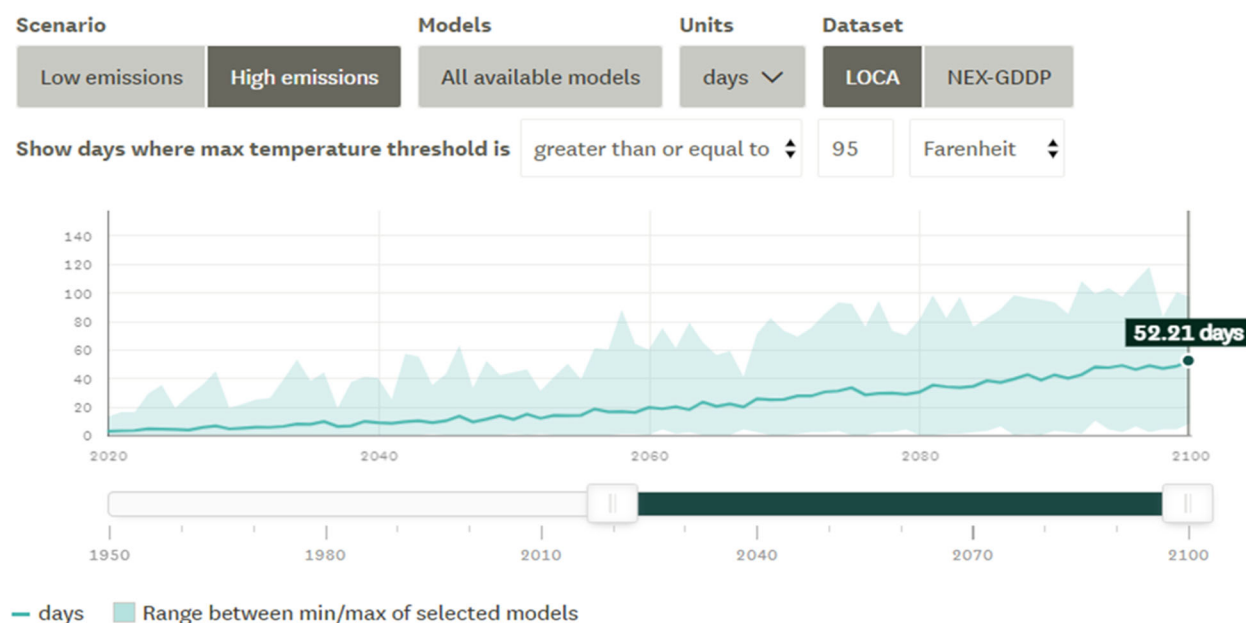 Scenario Models Units Dataset
Low emissions High emissions All available models days LOCA NEX-GDDP
Show days where max temperature threshold is greater than or equal to 95 Farenheit
140
120
100
80
60
40
20
0
52.21 days
2020 2040 2060 2080 2100
1950 1980 2010 2040 2070 2100
days Range between min/max of selected models